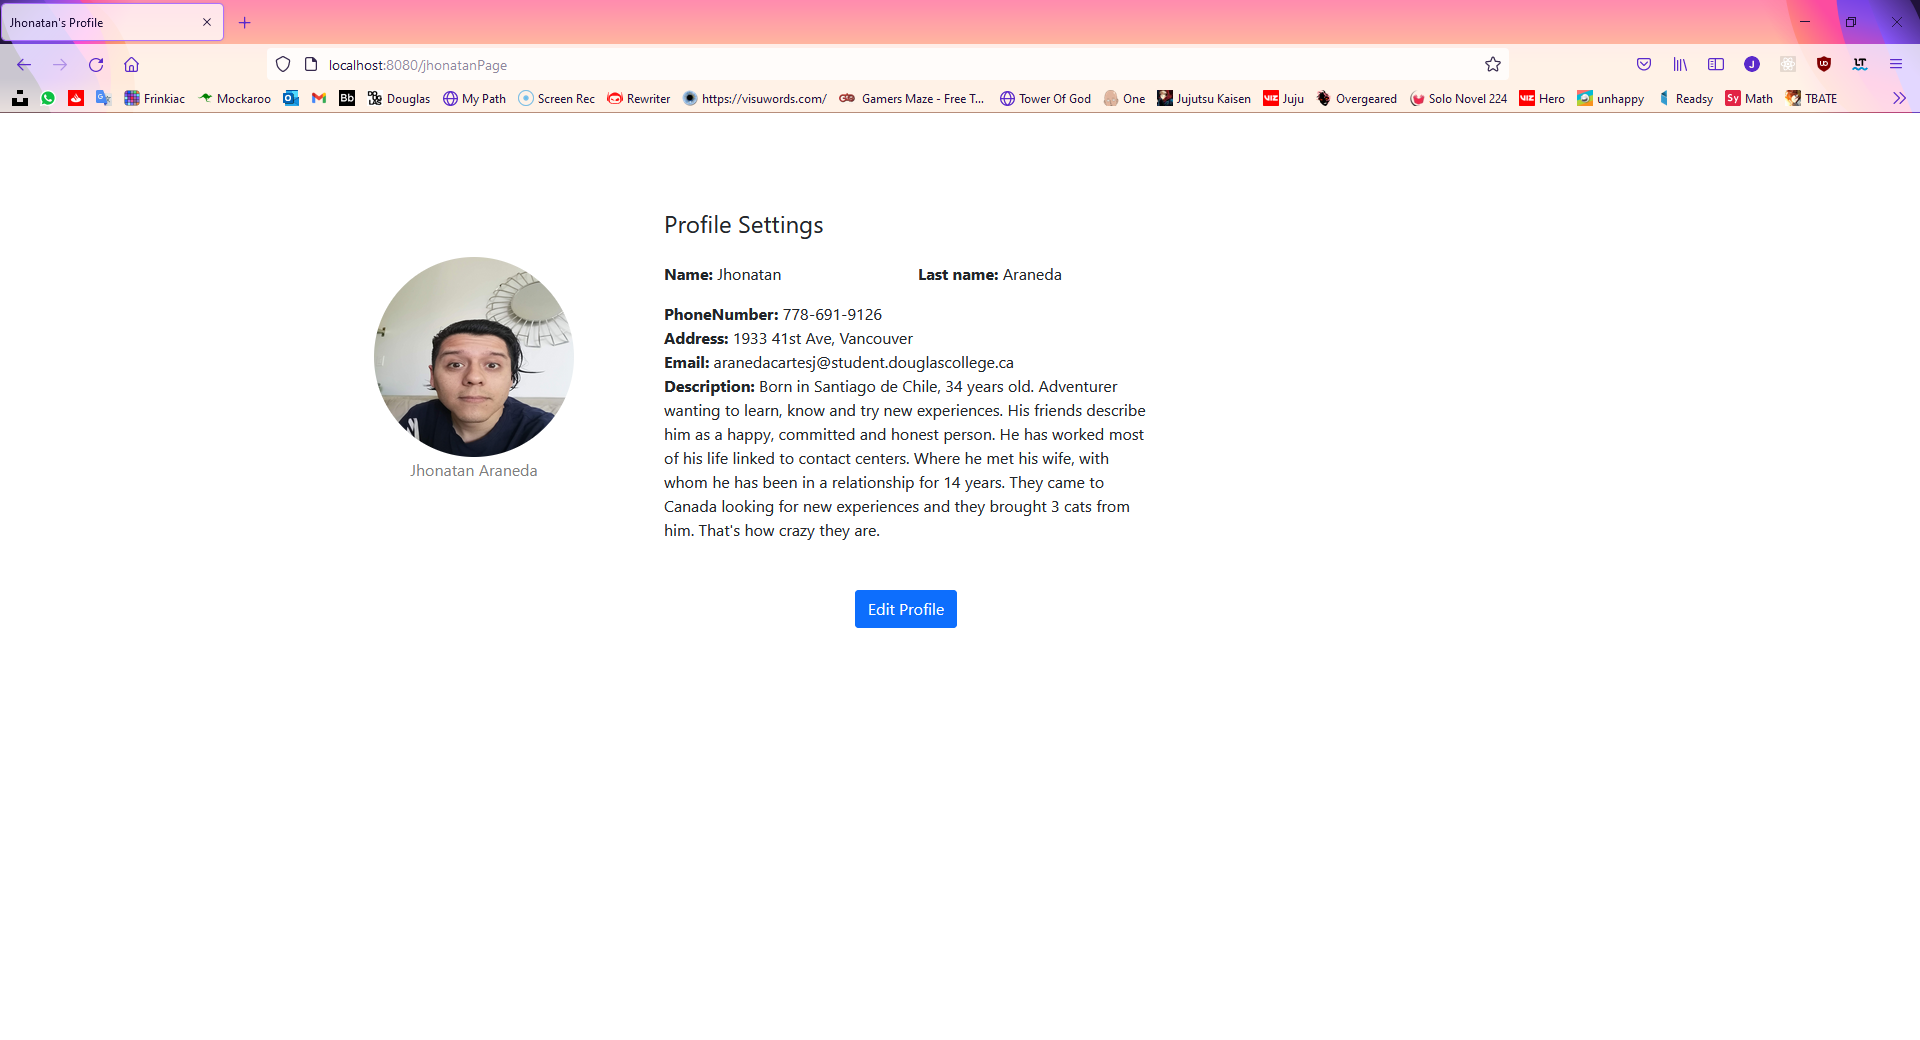 Jhonatan's Profile
localhost:8080/jhonatanPage
Frinkiac Mockaroo Bb Douglas My Path Screen Rec Rewriter https://visuwords.com/ Gamers Maze - Free T... Tower Of God One Jujutsu Kaisen VIZ Juju Overgeared Solo Novel 224 VIZ Hero unhappy Readsy Sy Math TBATE
Profile Settings
Name: Jhonatan Last name: Araneda
PhoneNumber: 778-691-9126
Address: 1933 41st Ave, Vancouver
Email: aranedacartesj@student.douglascollege.ca
Description: Born in Santiago de Chile, 34 years old. Adventurer
wanting to learn, know and try new experiences. His friends describe
him as a happy, committed and honest person. He has worked most
of his life linked to contact centers. Where he met his wife, with
whom he has been in a relationship for 14 years. They came to
Canada looking for new experiences and they brought 3 cats from
him. That's how crazy they are.
Jhonatan Araneda
Edit Profile